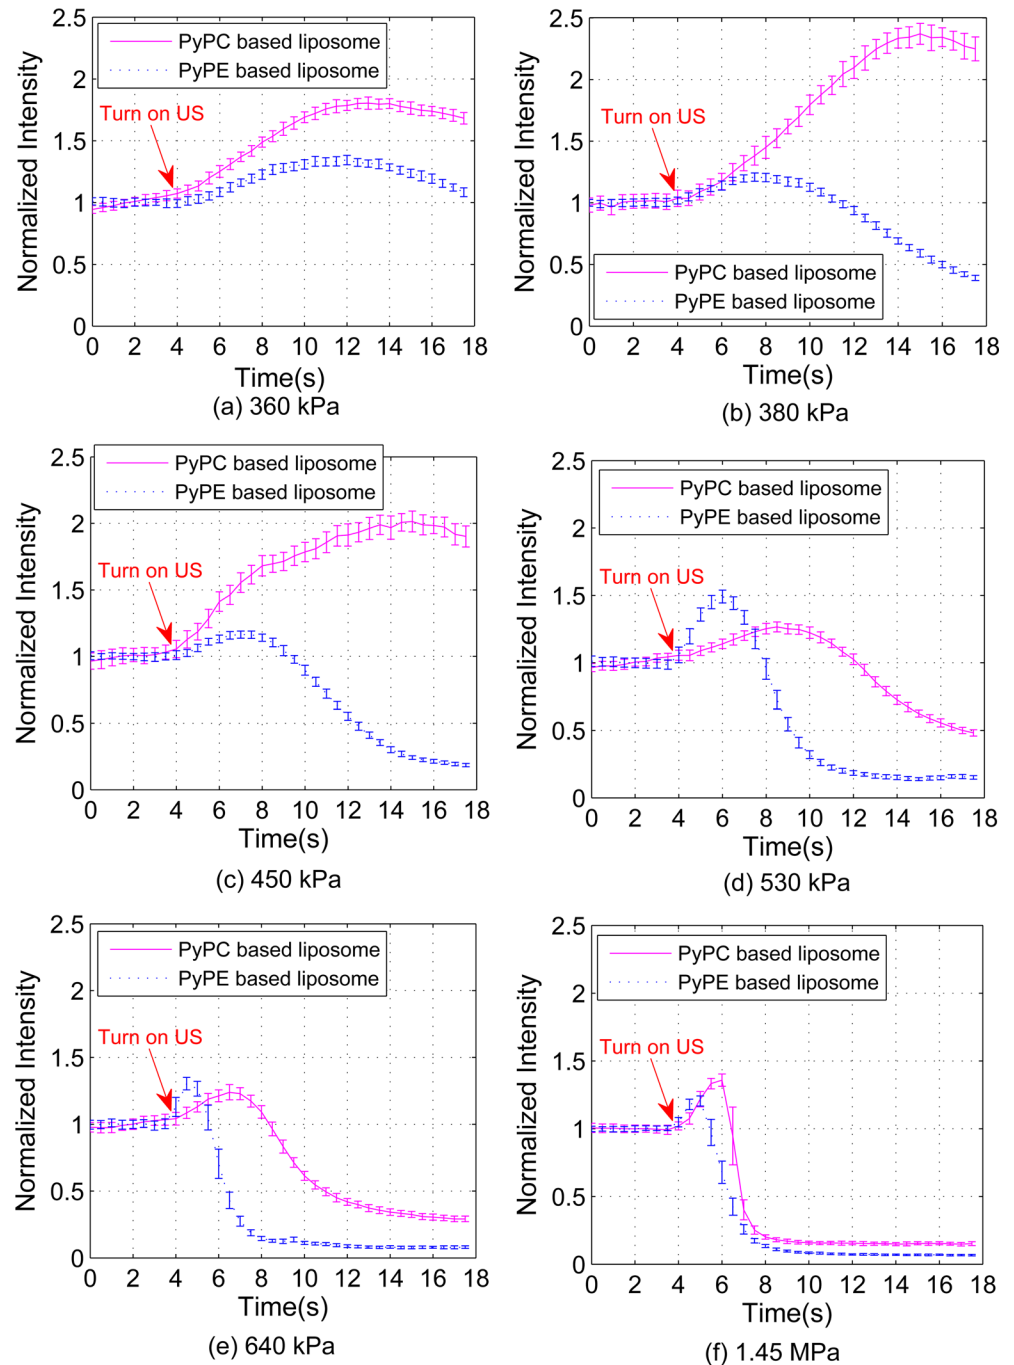 2.5
2
1.5
1
0.5
0
Normalized Intensity
PyPC based liposome
PyPE based liposome
Turn on US
0 2 4 6 8 10 12 14 16 18
Time(s)
(a) 360 kPa
2.5
2
1.5
1
0.5
0
Normalized Intensity
Turn on US
PyPC based liposome
PyPE based liposome
0 2 4 6 8 10 12 14 16 18
Time(s)
(b) 380 kPa
2.5
2
1.5
1
0.5
0
Normalized Intensity
PyPC based liposome
PyPE based liposome
Turn on US
0 2 4 6 8 10 12 14 16 18
Time(s)
(c) 450 kPa
2.5
2
1.5
1
0.5
0
Normalized Intensity
PyPC based liposome
PyPE based liposome
Turn on US
0 2 4 6 8 10 12 14 16 18
Time(s)
(d) 530 kPa
2.5
2
1.5
1
0.5
0
Normalized Intensity
PyPC based liposome
PyPE based liposome
Turn on US
0 2 4 6 8 10 12 14 16 18
Time(s)
(e) 640 kPa
2.5
2
1.5
1
0.5
0
Normalized Intensity
PyPC based liposome
PyPE based liposome
Turn on US
0 2 4 6 8 10 12 14 16 18
Time(s)
(f) 1.45 MPa